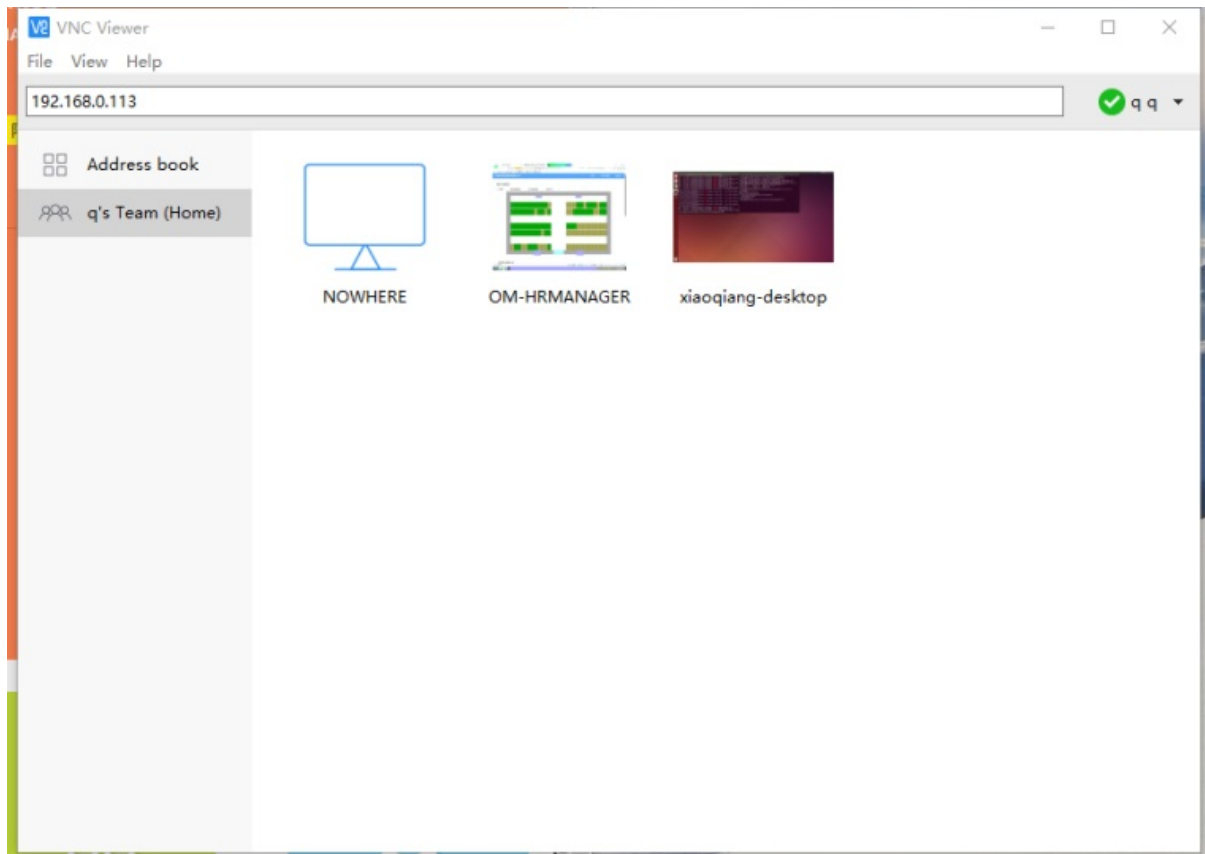 VNC Viewer
File View Help
192.168.0.113
q q
Address book
q's Team (Home)
NOWHERE
OM-HRMANAGER
xiaoqiang-desktop